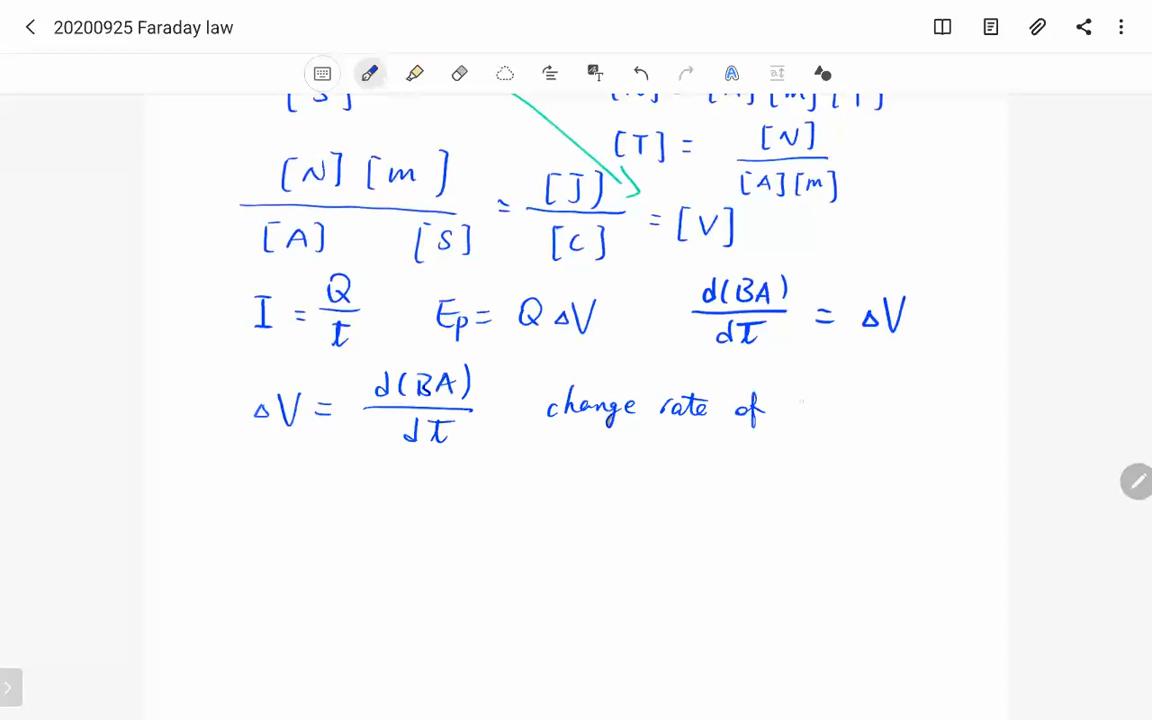 20200925 Faraday law
[S]
[T] = [N] / [A][m]
[N][m] / [A] [S] = [J] / [C] = [V]
I = Q / t    Ep = Q ΔV    d(BA) / dt = ΔV
ΔV = d(BA) / dt    change rate of